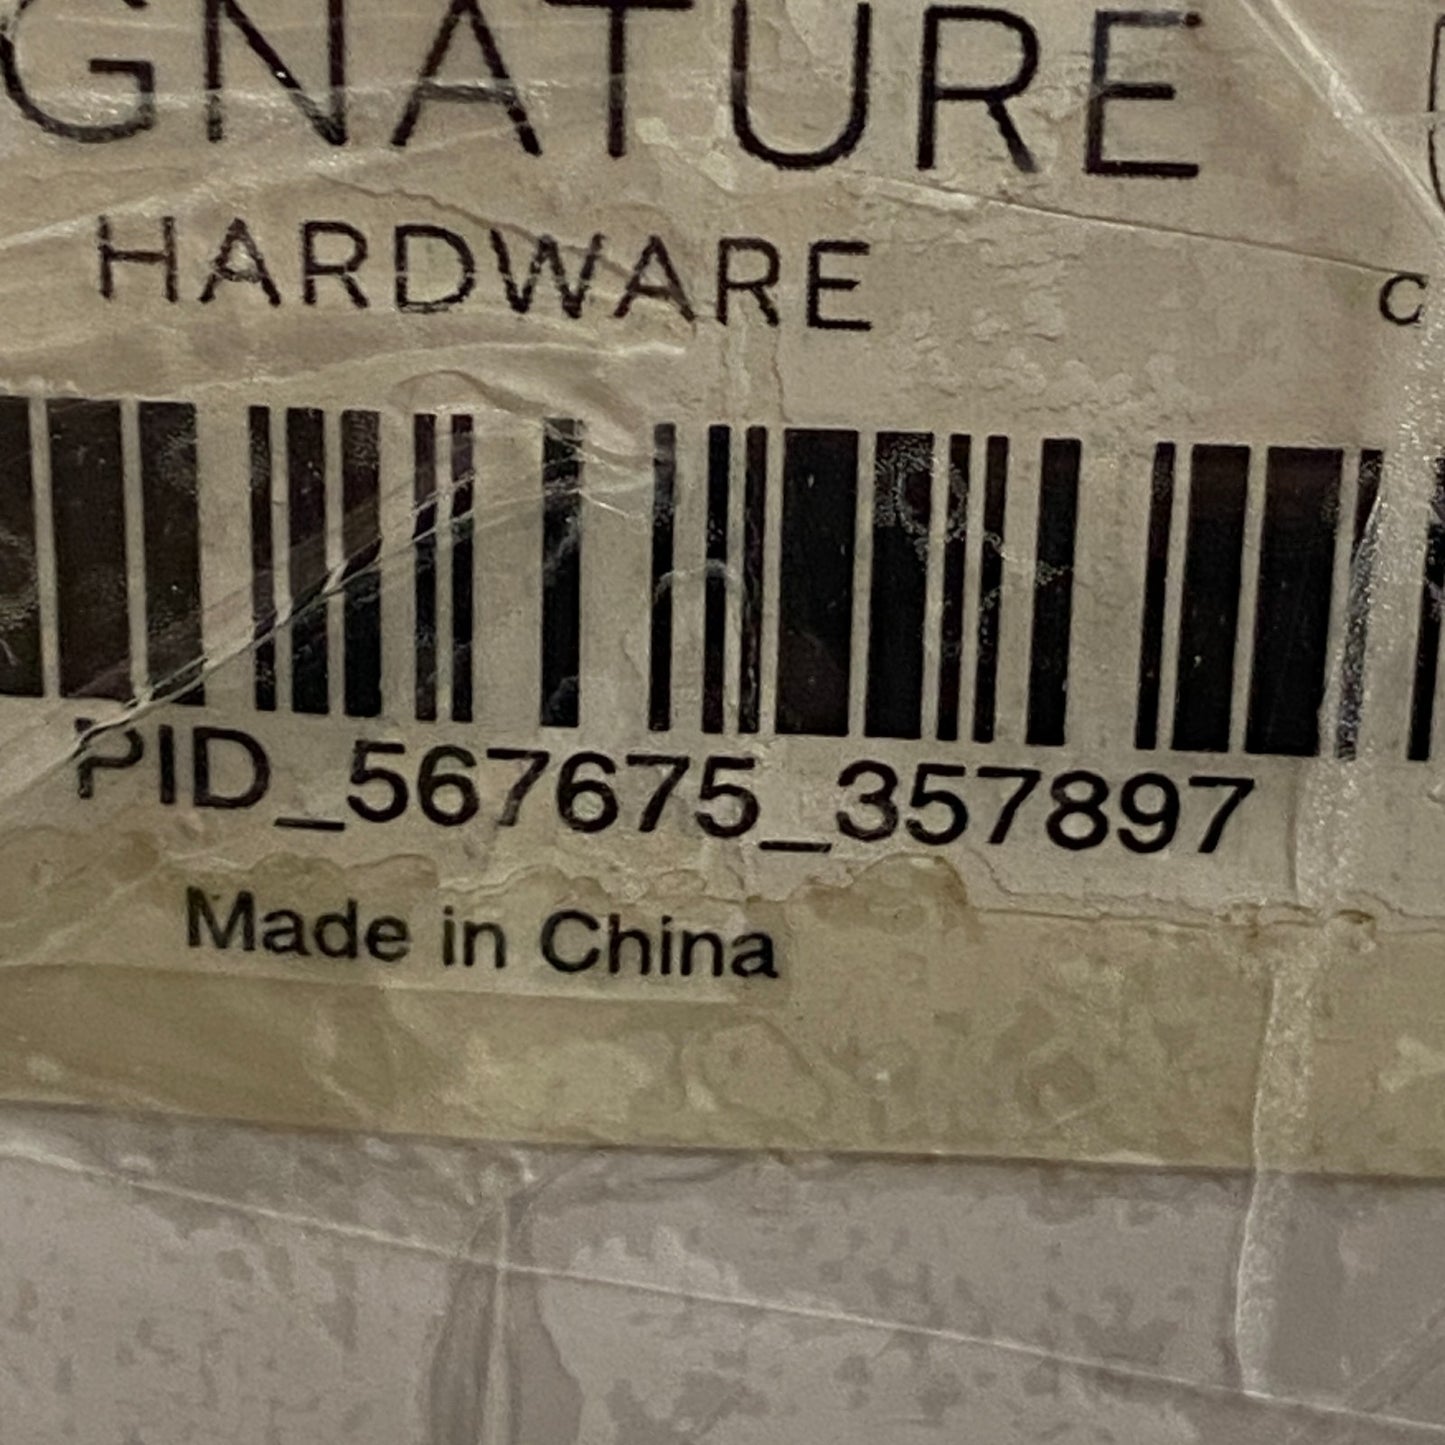 GNATURE
HARDWARE
C
PID_567675_357897
Made in China